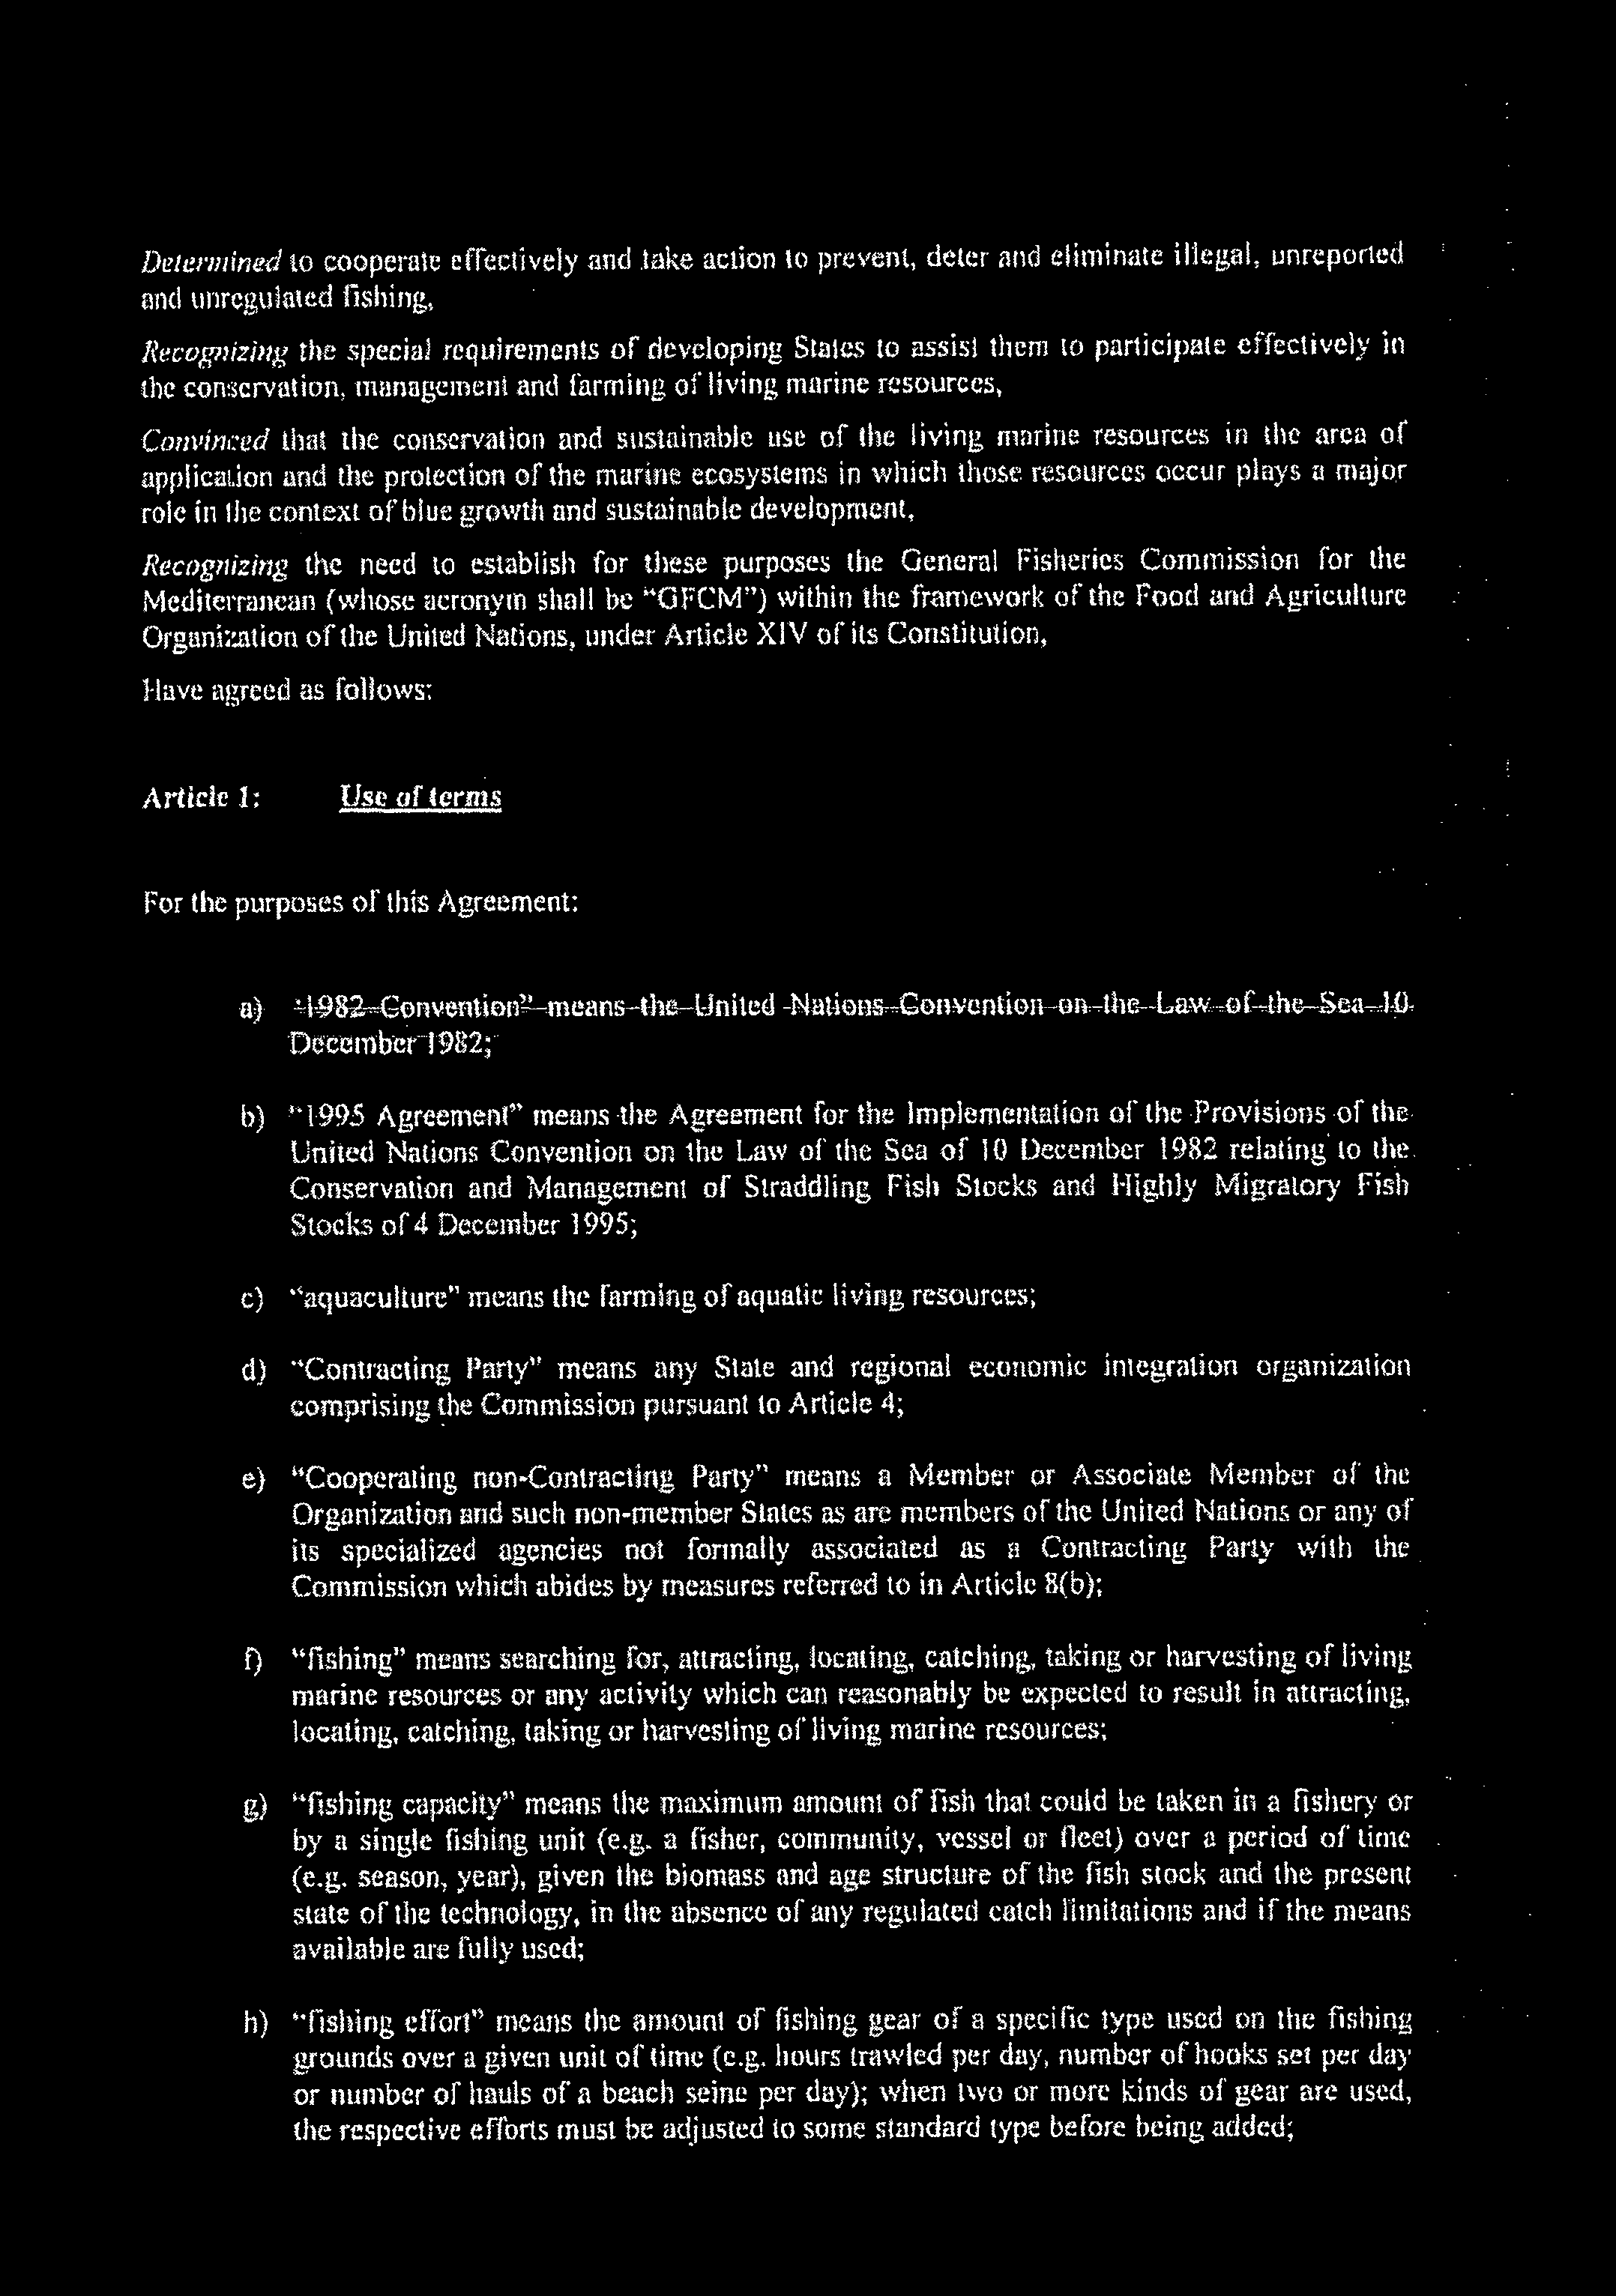 Determined to cooperate effectively and take action to prevent, deter and eliminate illegal, unreported
and unregulated fishing,
Recognizing the special requirements of developing States to assist them to participate effectively in
the conservation, management and farming of living marine resources,
Convinced that the conservation and sustainable use of the living marine resources in the area of
application and the protection of the marine ecosystems in which those resources occur plays a major
role in the context of blue growth and sustainable development,
Recognizing the need to establish for these purposes the General Fisheries Commission for the
Mediterranean (whose acronym shall be “GFCM”) within the framework of the Food and Agriculture
Organization of the United Nations, under Article XIV of its Constitution,
Have agreed as follows:
Article 1: Use of terms
For the purposes of this Agreement:
a) “1982 Convention” means the United Nations Convention on the Law of the Sea 10
December 1982;
b) “1995 Agreement” means the Agreement for the Implementation of the Provisions of the
United Nations Convention on the Law of the Sea of 10 December 1982 relating to the
Conservation and Management of Straddling Fish Stocks and Highly Migratory Fish
Stocks of 4 December 1995;
c) “aquaculture” means the farming of aquatic living resources;
d) “Contracting Party” means any State and regional economic integration organization
comprising the Commission pursuant to Article 4;
e) “Cooperating non-Contracting Party” means a Member or Associate Member of the
Organization and such non-member States as are members of the United Nations or any of
its specialized agencies not formally associated as a Contracting Party with the
Commission which abides by measures referred to in Article 8(b);
f) “fishing” means searching for, attracting, locating, catching, taking or harvesting of living
marine resources or any activity which can reasonably be expected to result in attracting,
locating, catching, taking or harvesting of living marine resources;
g) “fishing capacity” means the maximum amount of fish that could be taken in a fishery or
by a single fishing unit (e.g. a fisher, community, vessel or fleet) over a period of time
(e.g. season, year), given the biomass and age structure of the fish stock and the present
state of the technology, in the absence of any regulated catch limitations and if the means
available are fully used;
h) “fishing effort” means the amount of fishing gear of a specific type used on the fishing
grounds over a given unit of time (e.g. hours trawled per day, number of hooks set per day
or number of hauls of a beach seine per day); when two or more kinds of gear are used,
the respective efforts must be adjusted to some standard type before being added;